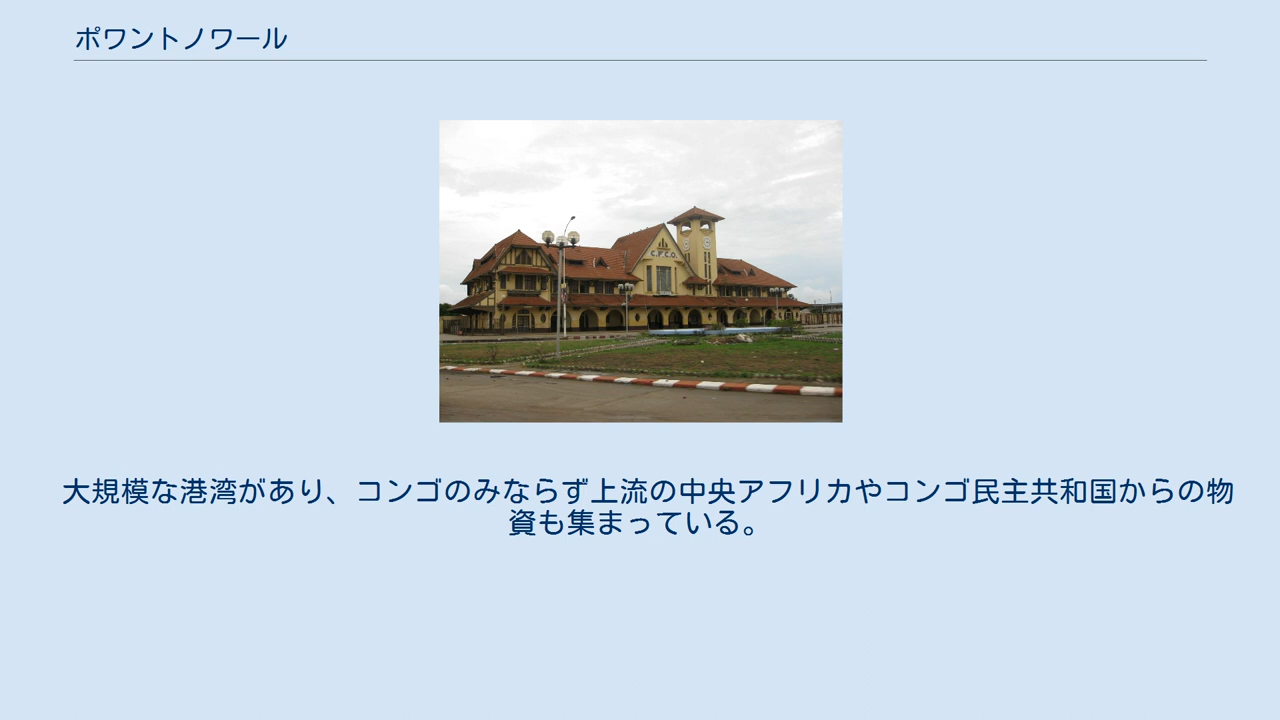 ポワントノワール
C.F.C.O.
大規模な港湾があり、コンゴのみならず上流の中央アフリカやコンゴ民主共和国からの物
資も集まっている。